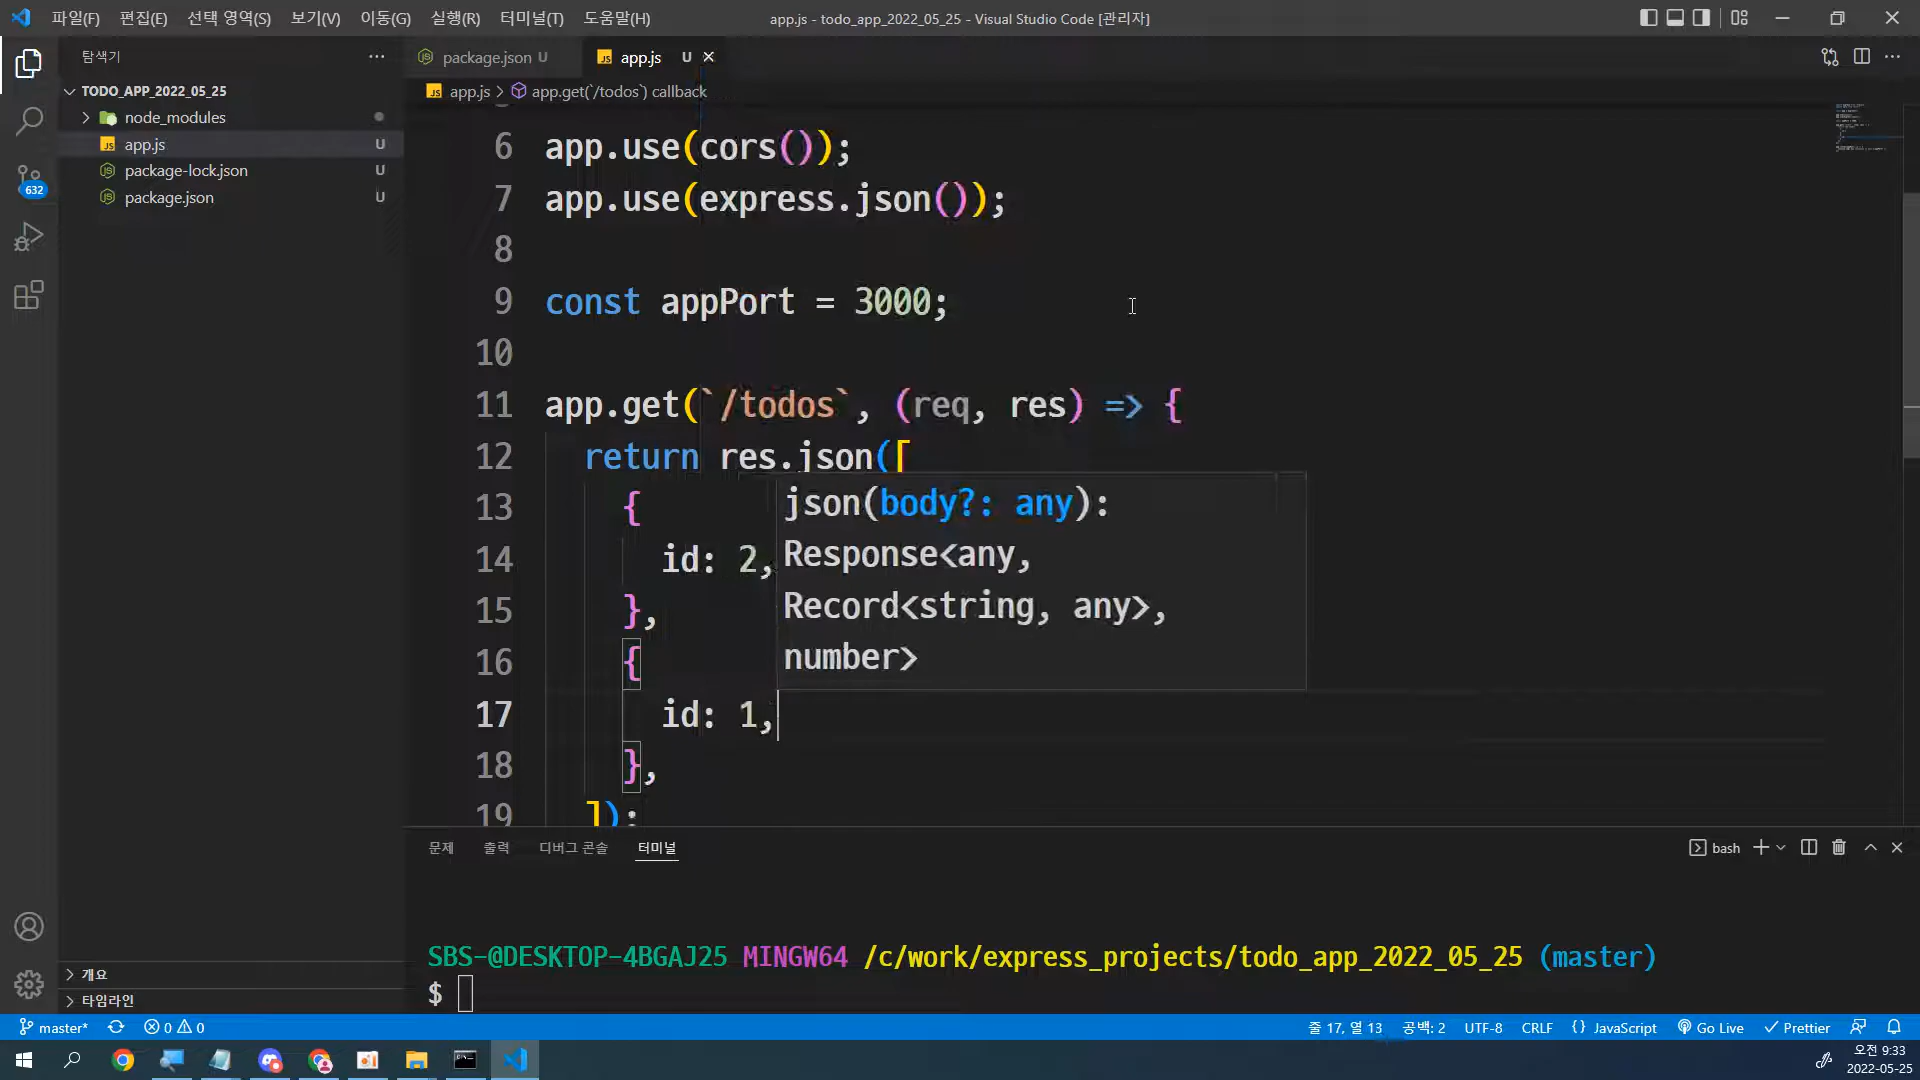 파일(F) 편집(E) 선택 영역(S) 보기(V) 이동(G) 실행(R) 터미널(T) 도움말(H) app.js - todo_app_2022_05_25 - Visual Studio Code [관리자]
탐색기
package.json U
app.js U
TODO_APP_2022_05_25
node_modules
app.js U
package-lock.json U
package.json U
632
app.js > app.get(`/todos`) callback
6 app.use(cors());
7 app.use(express.json());
8
9 const appPort = 3000;
10
11 app.get(`/todos`, (req, res) => {
12 return res.json([
13 {
14 id: 2,
15 },
16 {
17 id: 1,
18 },
19 ]);
json(body?: any):
Response<any,
Record<string, any>,
number>
문제 출력 디버그 콘솔 터미널
bash
SBS-@DESKTOP-4BGAJ25 MINGW64 /c/work/express_projects/todo_app_2022_05_25 (master)
$
개요
타임라인
master* 0 0 줄 17, 열 13 공백: 2 UTF-8 CRLF {} JavaScript Go Live Prettier
오전 9:33
2022-05-25